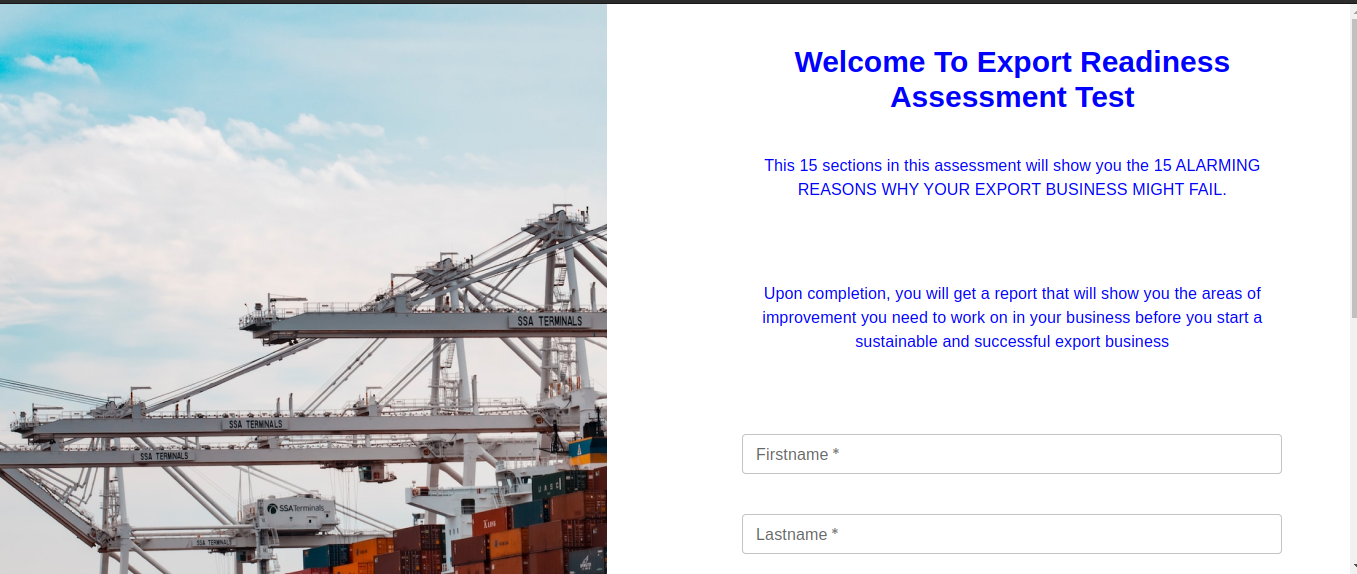 Welcome To Export Readiness
Assessment Test
This 15 sections in this assessment will show you the 15 ALARMING
REASONS WHY YOUR EXPORT BUSINESS MIGHT FAIL.
Upon completion, you will get a report that will show you the areas of
improvement you need to work on in your business before you start a
sustainable and successful export business
Firstname *
Lastname *
SSA TERMINALS
SSA TERMINALS
SSA TERMINALS
SSATerminals
SSA TERMINALS
UASC
K LINE